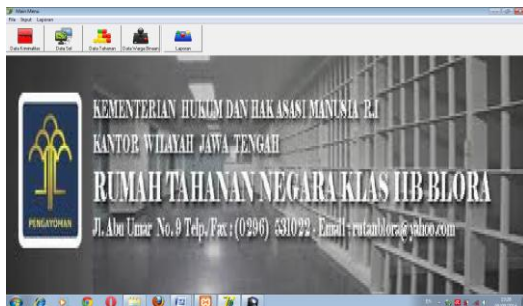 Main Menu
File Input Laporan
Data Kriminalitas Data Sel Data Tahanan Data Warga Binaan Laporan
KEMENTERIAN HUKUM DAN HAK ASASI MANUSIA R.I
KANTOR WILAYAH JAWA TENGAH
RUMAH TAHANAN NEGARA KLAS IIB BLORA
Jl. Abu Umar No. 9 Telp./Fax : (0296) 531022 - Email : rutanblora@yahoo.com
PENGAYOMAN